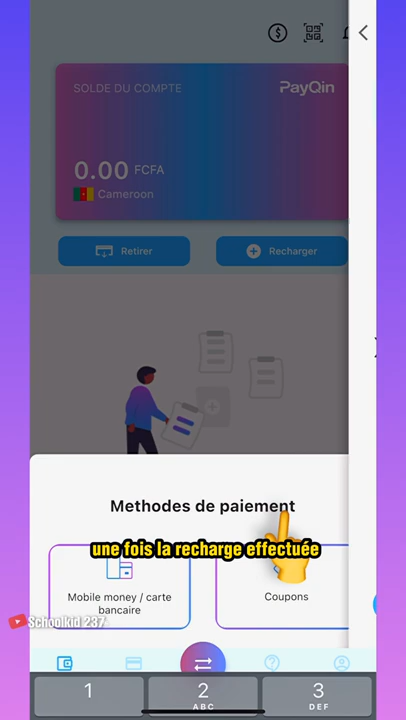 SOLDE DU COMPTE
PayQin
0.00 FCFA
Cameroon
Retirer
Recharger
Methodes de paiement
une fois la recharge effectuée
Mobile money / carte
bancaire
Coupons
Schoolkid 237
1
2
ABC
3
DEF